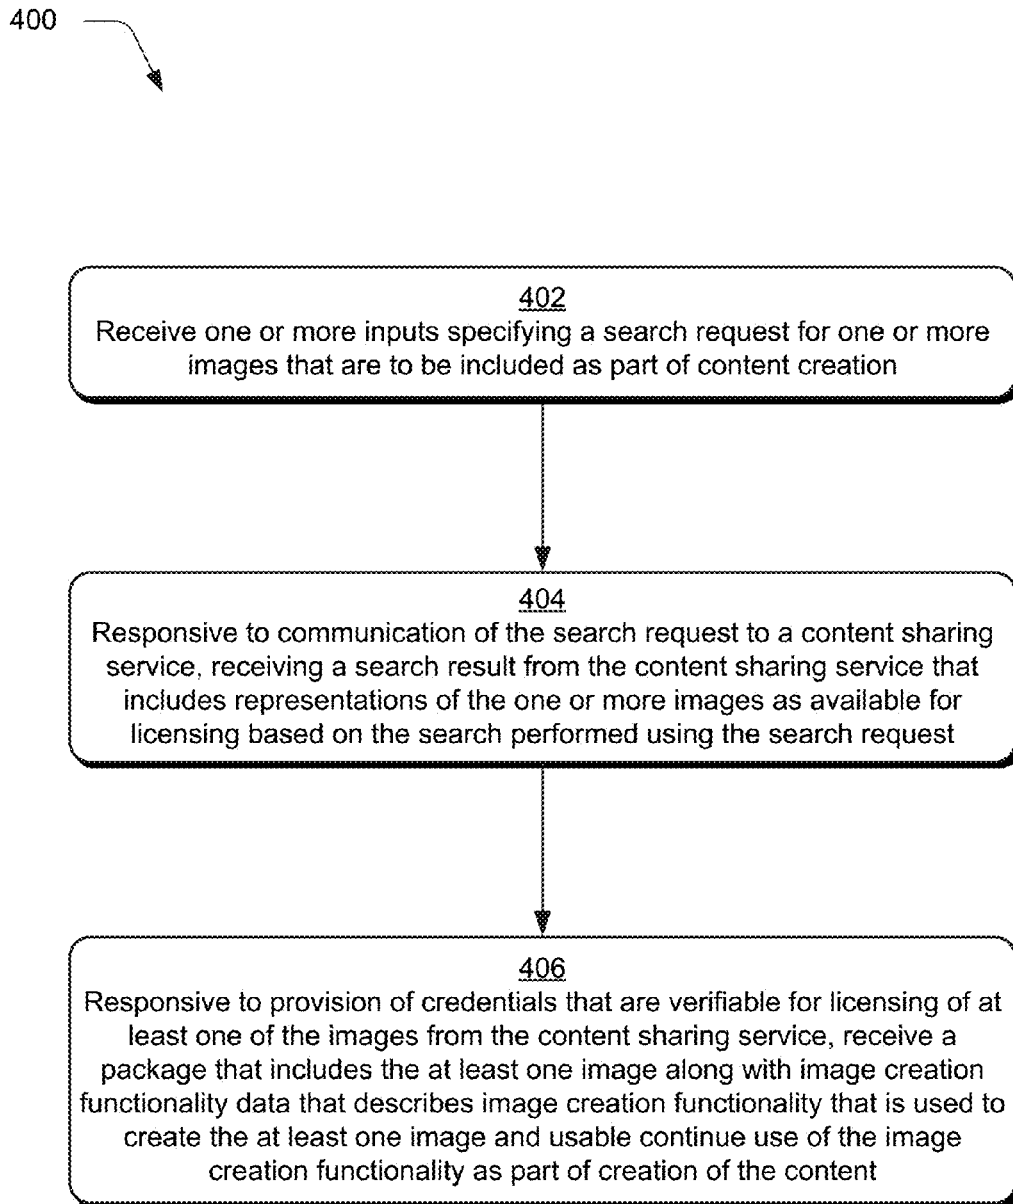 400
402
Receive one or more inputs specifying a search request for one or more
images that are to be included as part of content creation
404
Responsive to communication of the search request to a content sharing
service, receiving a search result from the content sharing service that
includes representations of the one or more images as available for
licensing based on the search performed using the search request
406
Responsive to provision of credentials that are verifiable for licensing of at
least one of the images from the content sharing service, receive a
package that includes the at least one image along with image creation
functionality data that describes image creation functionality that is used to
create the at least one image and usable continue use of the image
creation functionality as part of creation of the content